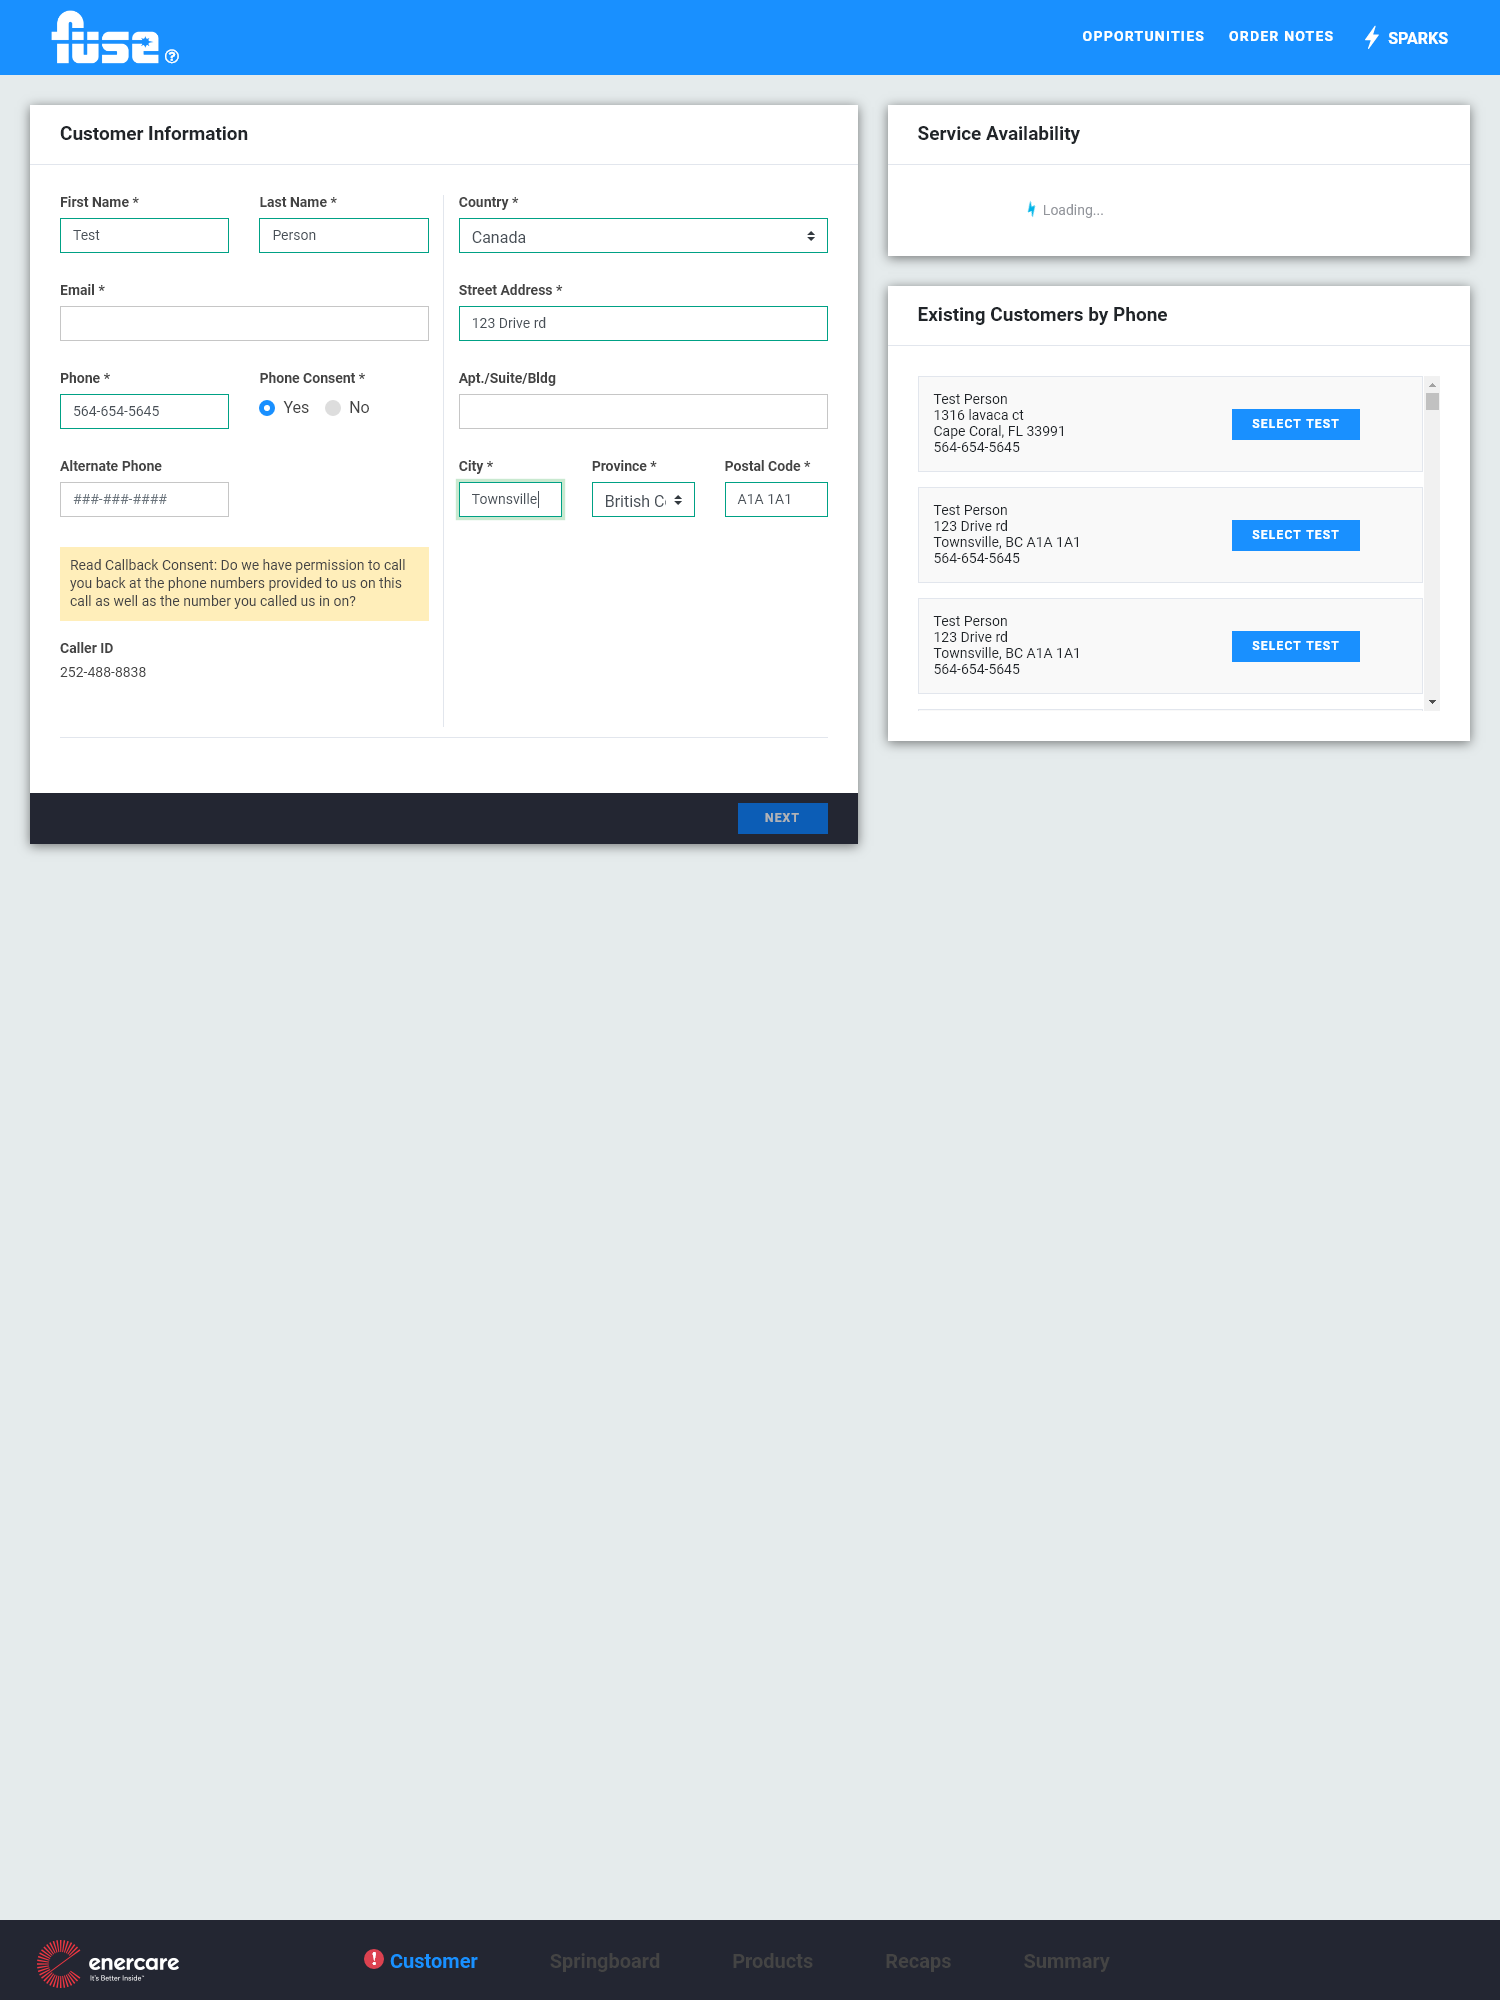 fuse
OPPORTUNITIES
ORDER NOTES
SPARKS
Customer Information
First Name *
Last Name *
Test
Person
Email *
Phone *
Phone Consent *
564-654-5645
Yes
No
Alternate Phone
###-###-####
Read Callback Consent: Do we have permission to call
you back at the phone numbers provided to us on this
call as well as the number you called us in on?
Caller ID
252-488-8838
Country *
Canada
Street Address *
123 Drive rd
Apt./Suite/Bldg
City *
Province *
Postal Code *
Townsville
British C
A1A 1A1
NEXT
Service Availability
Loading...
Existing Customers by Phone
Test Person
1316 lavaca ct
Cape Coral, FL 33991
564-654-5645
SELECT TEST
Test Person
123 Drive rd
Townsville, BC A1A 1A1
564-654-5645
SELECT TEST
Test Person
123 Drive rd
Townsville, BC A1A 1A1
564-654-5645
SELECT TEST
enercare
It's Better Inside
Customer
Springboard
Products
Recaps
Summary